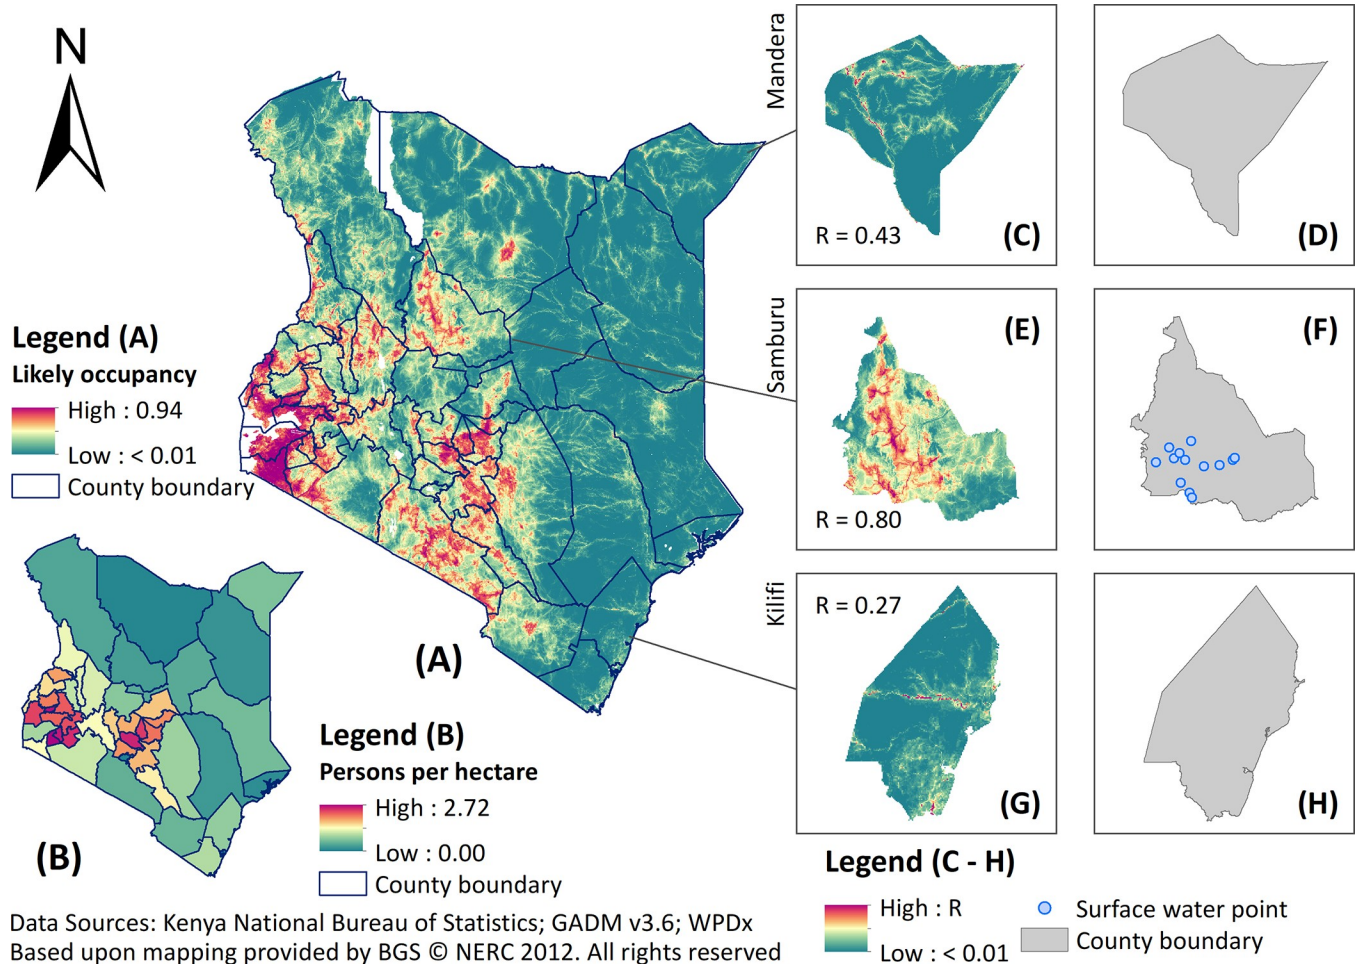 N
Legend (A)
Likely occupancy
High : 0.94
Low : < 0.01
County boundary
(A)
(B)
Legend (B)
Persons per hectare
High : 2.72
Low : 0.00
County boundary
Mandera
R = 0.43
(C)
(D)
Samburu
(E)
R = 0.80
(F)
Kilifi
R = 0.27
(G)
(H)
Legend (C - H)
High : R
Low : < 0.01
Surface water point
County boundary
Data Sources: Kenya National Bureau of Statistics; GADM v3.6; WPDx
Based upon mapping provided by BGS © NERC 2012. All rights reserved